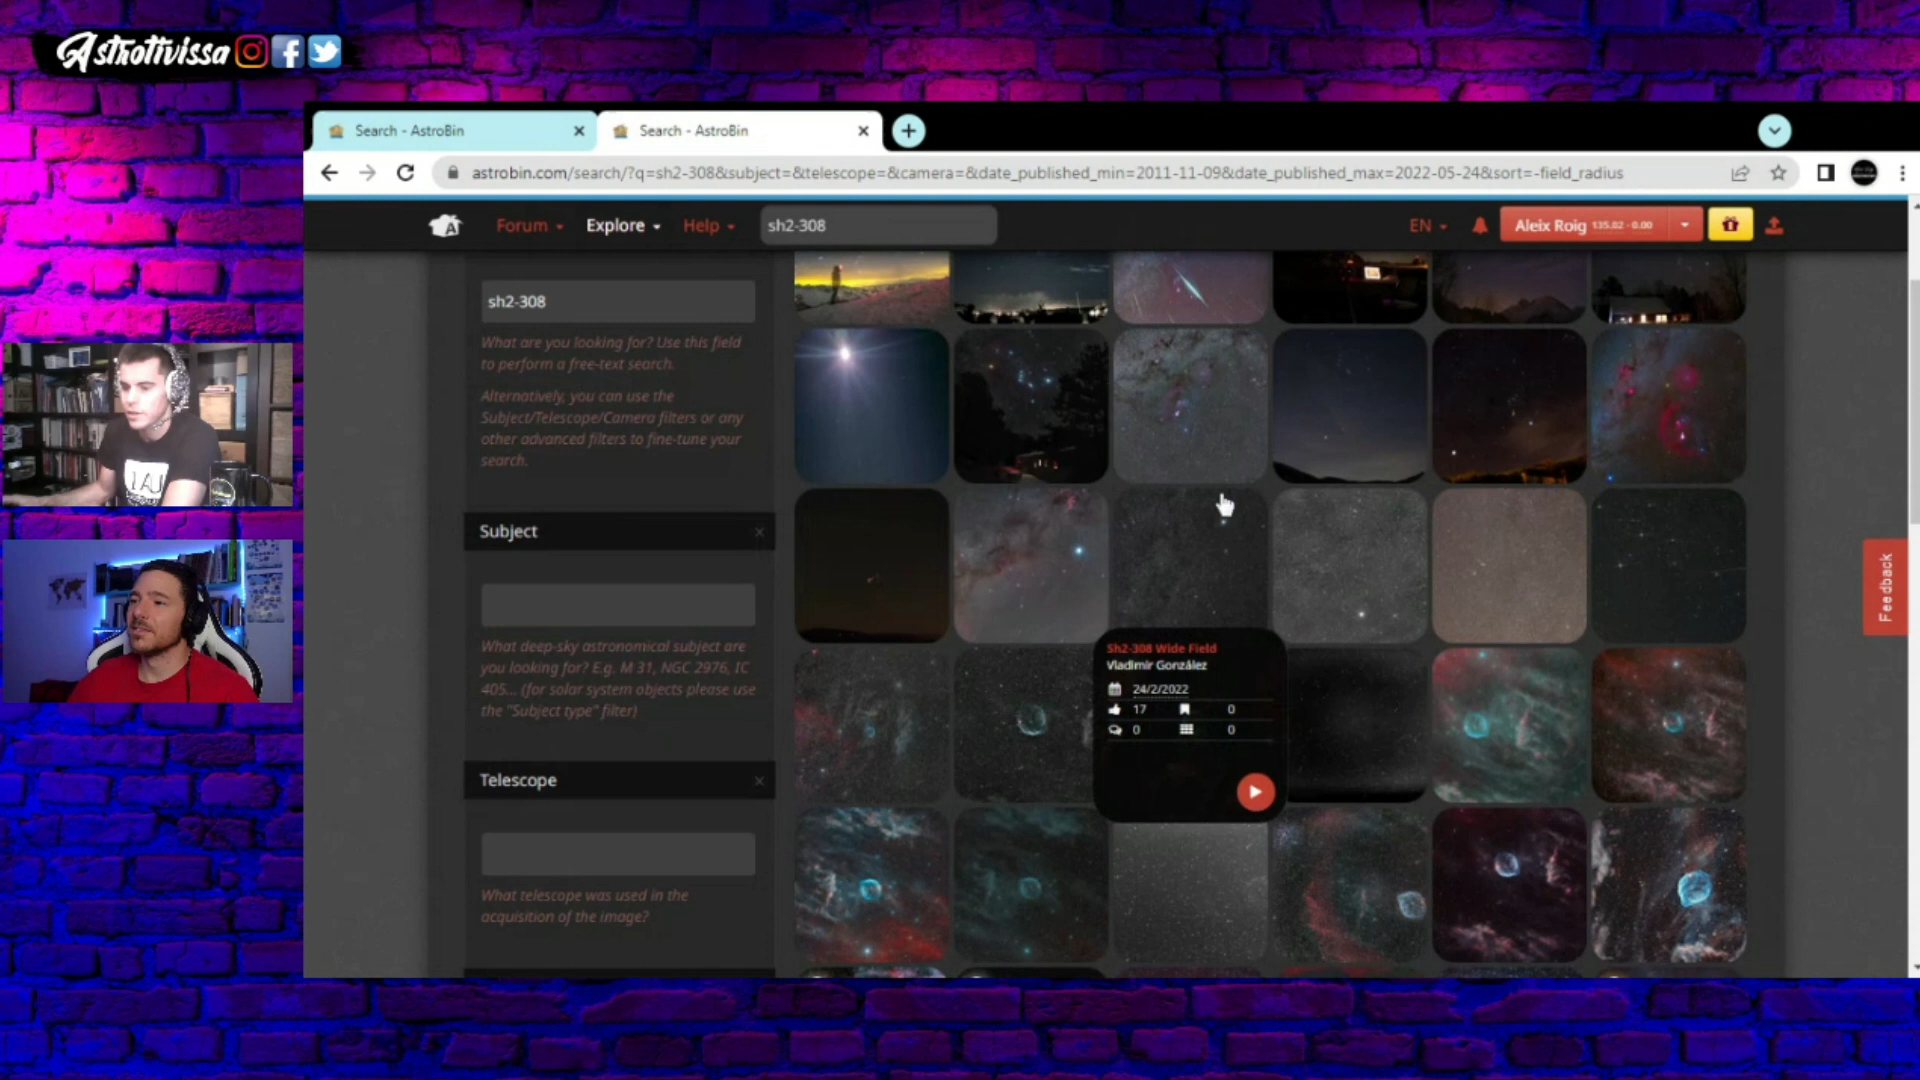 Astrotivissa
Search - AstroBin
Search - AstroBin
astrobin.com/search/?q=sh2-308&subject=&telescope=&camera=&date_published_min=2011-11-09&date_published_max=2022-05-24&sort=-field_radius
A
Forum
Explore
Help
sh2-308
EN
Aleix Roig 135.02 - 0.00
sh2-308
What are you looking for? Use this field
to perform a free-text search.
Alternatively, you can use the
Subject/Telescope/Camera filters or any
other advanced filters to fine-tune your
search.
Subject
What deep-sky astronomical subject are
you looking for? E.g. M 31, NGC 2976, IC
405... (for solar system objects please use
the "Subject type" filter)
Telescope
What telescope was used in the
acquisition of the image?
Sh2-308 Wide Field
Vladimir González
24/2/2022
17 0
0 0
Feedback